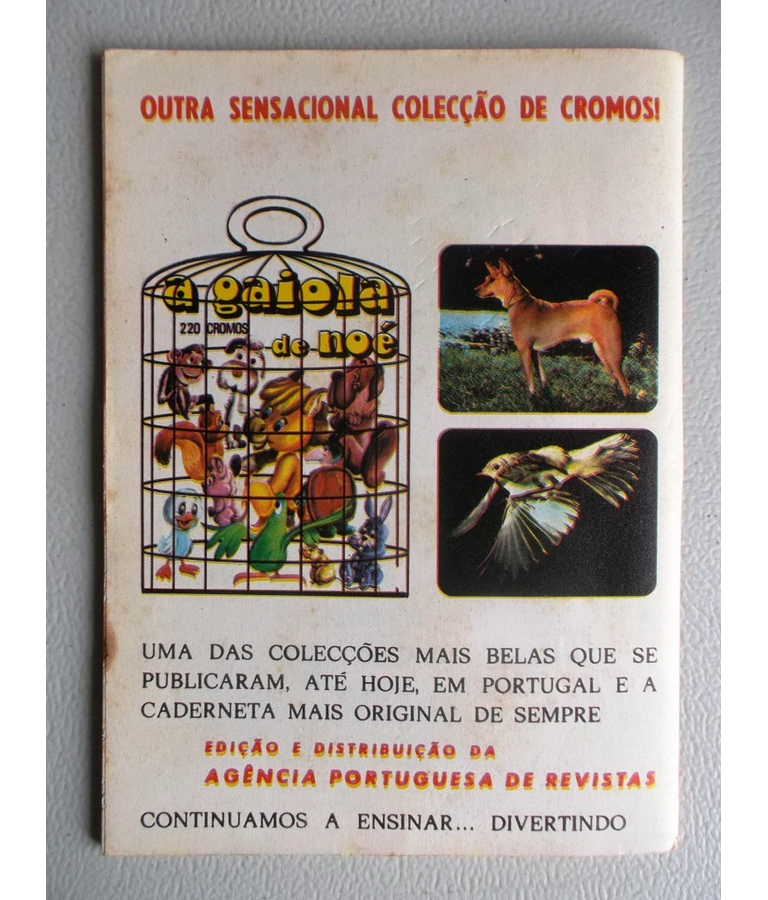 OUTRA SENSACIONAL COLECÇÃO DE CROMOS!
a gaiola
220 CROMOS
de noé
UMA DAS COLECÇÕES MAIS BELAS QUE SE
PUBLICARAM, ATÉ HOJE, EM PORTUGAL E A
CADERNETA MAIS ORIGINAL DE SEMPRE
EDIÇÃO E DISTRIBUIÇÃO DA
AGÊNCIA PORTUGUESA DE REVISTAS
CONTINUAMOS A ENSINAR... DIVERTINDO